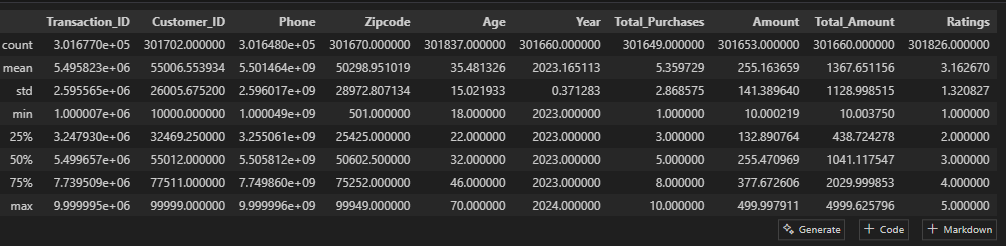 Transaction_ID Customer_ID Phone Zipcode Age Year Total_Purchases Amount Total_Amount Ratings
count 3.016770e+05 301702.000000 3.016480e+05 301670.000000 301837.000000 301660.000000 301649.000000 301653.000000 301660.000000 301826.000000
mean 5.495823e+06 55006.553934 5.501464e+09 50298.951019 35.481326 2023.165113 5.359729 255.163659 1367.651156 3.162670
std 2.595565e+06 26005.675200 2.596017e+09 28972.807134 15.021933 0.371283 2.868575 141.389640 1128.998515 1.320827
min 1.000007e+06 10000.000000 1.000049e+09 501.000000 18.000000 2023.000000 1.000000 10.000219 10.003750 1.000000
25% 3.247930e+06 32469.250000 3.255061e+09 25425.000000 22.000000 2023.000000 3.000000 132.890764 438.724278 2.000000
50% 5.499657e+06 55012.000000 5.505812e+09 50602.500000 32.000000 2023.000000 5.000000 255.470969 1041.117547 3.000000
75% 7.739509e+06 77511.000000 7.749860e+09 75252.000000 46.000000 2023.000000 8.000000 377.672606 2029.999853 4.000000
max 9.999995e+06 99999.000000 9.999996e+09 99949.000000 70.000000 2024.000000 10.000000 499.997911 4999.625796 5.000000
Generate + Code + Markdown